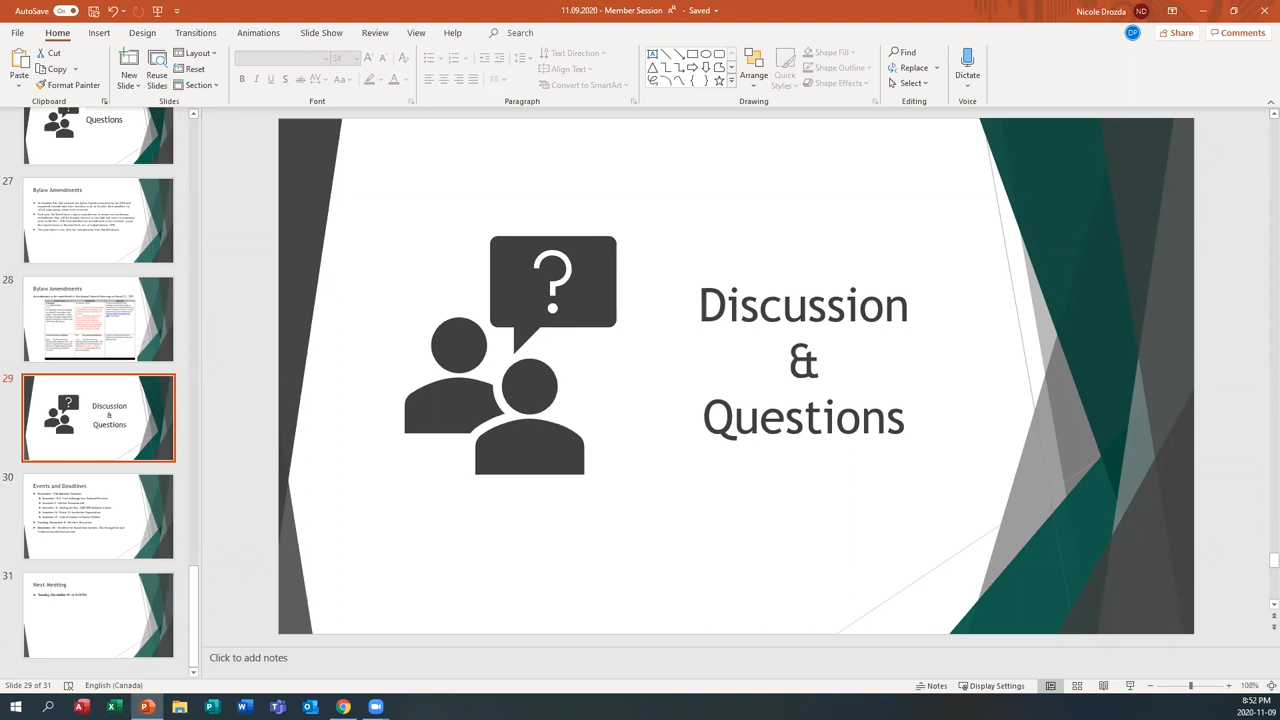 AutoSave On
11.09.2020 - Member Session - Saved
Nicole Drozda ND
File Home Insert Design Transitions Animations Slide Show Review View Help Search
DP Share Comments
Paste Cut Copy Format Painter
New Slide Reuse Slides Layout Reset Section
54
B I U S ab AV Aa A
Text Direction Align Text Convert to SmartArt
Arrange Quick Styles Shape Fill Shape Outline Shape Effects
Find Replace Select
Dictate
Clipboard Slides Font Paragraph Drawing Editing Voice
Questions
27
Bylaw Amendments
28
Bylaw Amendments
29
?
Discussion
&
Questions
30
Events and Deadlines
31
Next Meeting
?
Discussion
&
Questions
Click to add notes
Slide 29 of 31 English (Canada) Notes Display Settings 108%
8:52 PM
2020-11-09